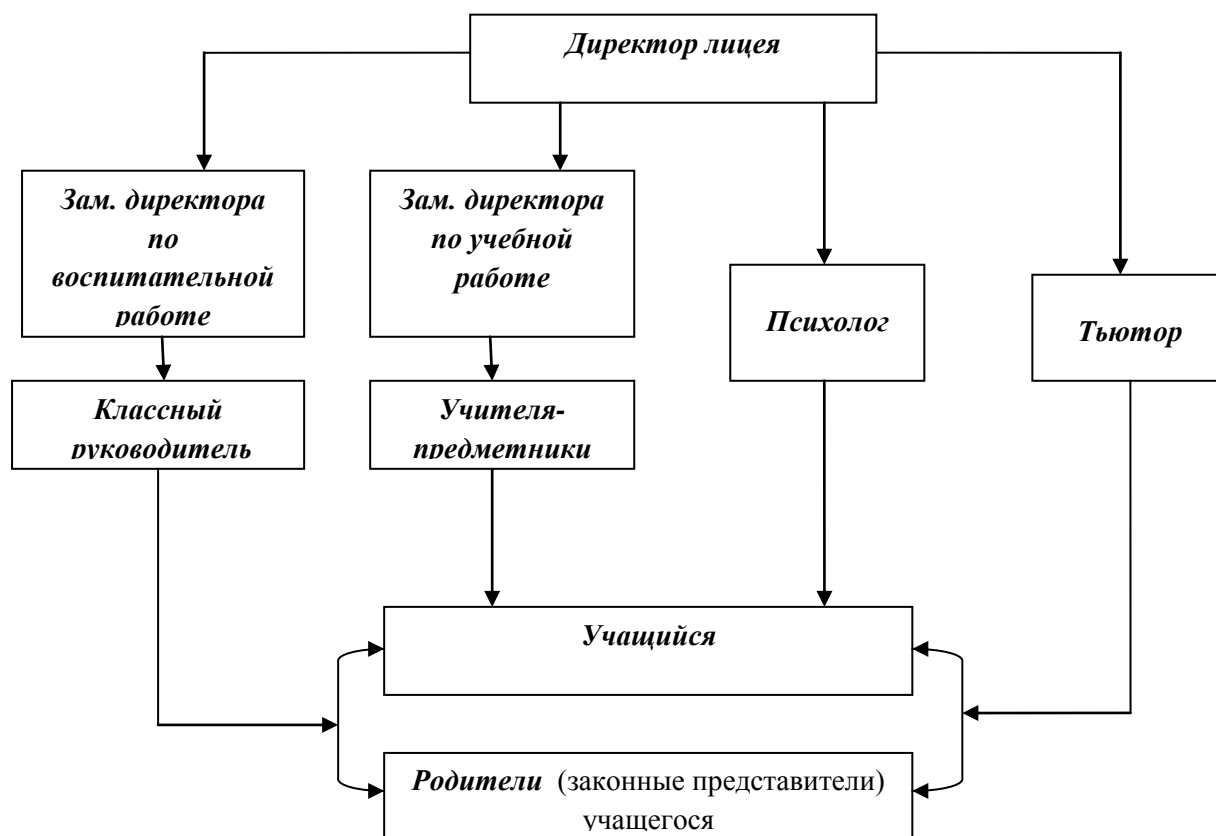 Директор лицея
Зам. директора
по
воспитательной
работе
Зам. директора
по учебной
работе
Психолог
Тьютор
Классный
руководитель
Учителя-
предметники
Учащийся
Родители (законные представители)
учащегося